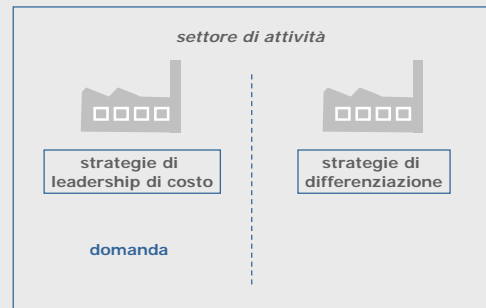 settore di attività
strategie di
leadership di costo
strategie di
differenziazione
domanda